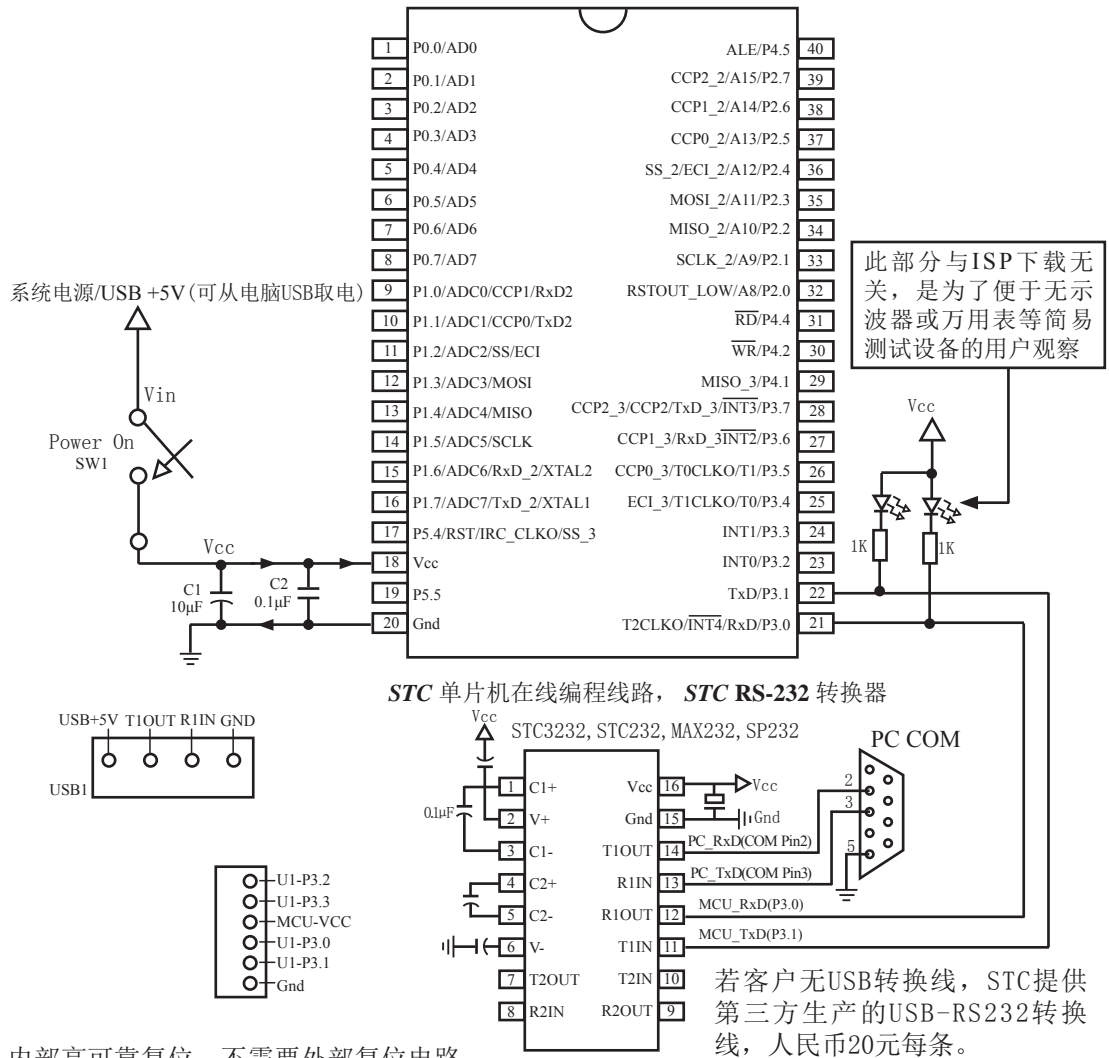 1 P0.0/AD0
2 P0.1/AD1
3 P0.2/AD2
4 P0.3/AD3
5 P0.4/AD4
6 P0.5/AD5
7 P0.6/AD6
8 P0.7/AD7
9 P1.0/ADC0/CCP1/RxD2
10 P1.1/ADC1/CCP0/TxD2
11 P1.2/ADC2/SS/ECI
12 P1.3/ADC3/MOSI
13 P1.4/ADC4/MISO
14 P1.5/ADC5/SCLK
15 P1.6/ADC6/RxD_2/XTAL2
16 P1.7/ADC7/TxD_2/XTAL1
17 P5.4/RST/IRC_CLKO/SS_3
18 Vcc
19 P5.5
20 Gnd
ALE/P4.5 40
CCP2_2/A15/P2.7 39
CCP1_2/A14/P2.6 38
CCP0_2/A13/P2.5 37
SS_2/ECI_2/A12/P2.4 36
MOSI_2/A11/P2.3 35
MISO_2/A10/P2.2 34
SCLK_2/A9/P2.1 33
RSTOUT_LOW/A8/P2.0 32
RD/P4.4 31
WR/P4.2 30
MISO_3/P4.1 29
CCP2_3/CCP2/TxD_3/INT3/P3.7 28
CCP1_3/RxD_3INT2/P3.6 27
CCP0_3/T0CLKO/T1/P3.5 26
ECI_3/T1CLKO/T0/P3.4 25
INT1/P3.3 24
INT0/P3.2 23
TxD/P3.1 22
T2CLKO/INT4/RxD/P3.0 21
系统电源/USB +5V(可从电脑USB取电)
Vin
Power On
SW1
Vcc
C1
10μF
C2
0.1μF
此部分与ISP下载无
关，是为了便于无示
波器或万用表等简易
测试设备的用户观察
Vcc
1K
1K
STC 单片机在线编程线路， STC RS-232 转换器
STC3232,STC232,MAX232,SP232
Vcc
0.1μF
1 C1+
2 V+
3 C1-
4 C2+
5 C2-
6 V-
7 T2OUT
8 R2IN
Vcc 16
Gnd 15
T1OUT 14
R1IN 13
R1OUT 12
T1IN 11
T2IN 10
R2OUT 9
Vcc
Gnd
PC_RxD(COM Pin2)
PC_TxD(COM Pin3)
MCU_RxD(P3.0)
MCU_TxD(P3.1)
PC COM
2
3
5
USB+5V T1OUT R1IN GND
USB1
U1-P3.2
U1-P3.3
MCU-VCC
U1-P3.0
U1-P3.1
Gnd
若客户无USB转换线，STC提供
第三方生产的USB-RS232转换
线，人民币20元每条。
内部高可靠复位，不需要外部复位电路